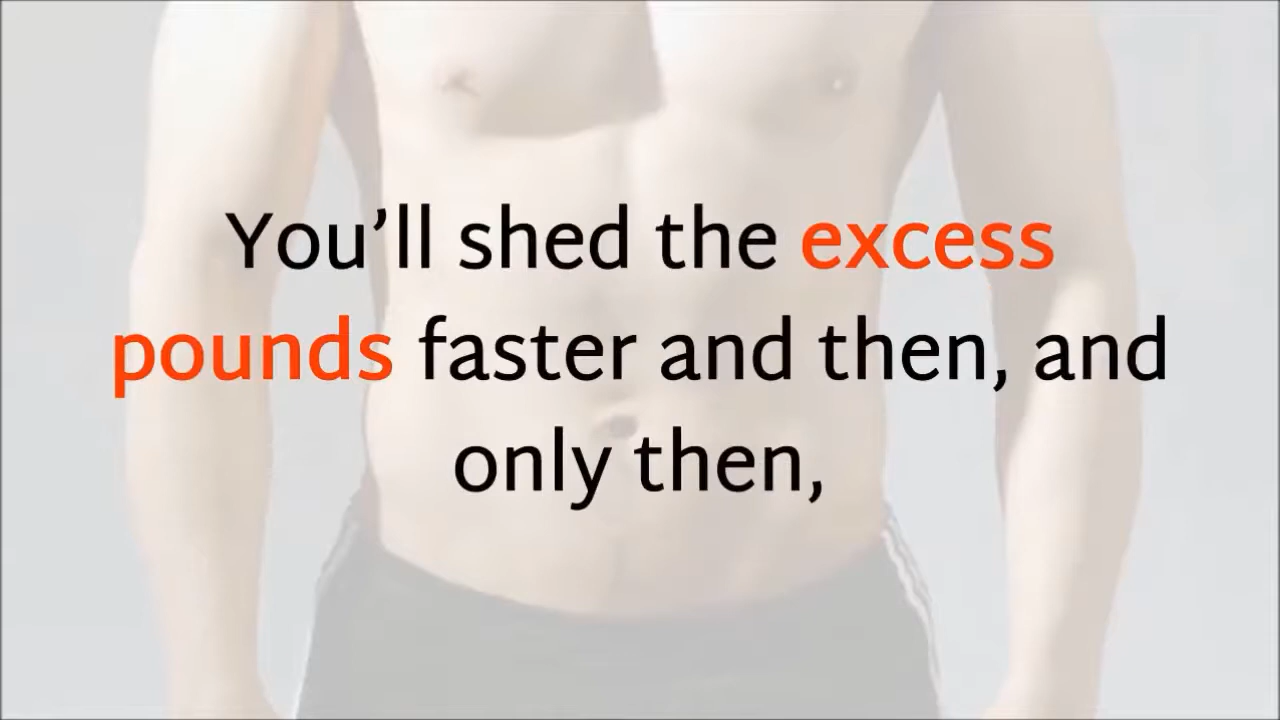 You’ll shed the excess
pounds faster and then, and
only then,